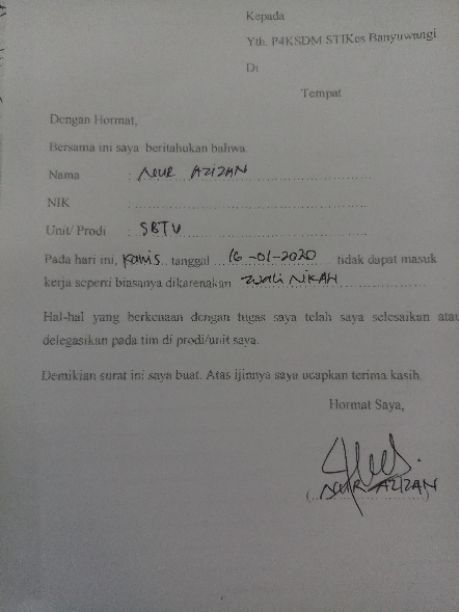 Kepada
Yth. P4KSDM STIKes Banyuwangi
Di
Tempat
Dengan Hormat,
Bersama ini saya beritahukan bahwa.
Nama : NUR AZIZAN
NIK :
Unit/ Prodi : SBTU
Pada hari ini, Kamis tanggal 16-01-2020 tidak dapat masuk
kerja seperti biasanya dikarenakan wali NIKAH
Hal-hal yang berkenaan dengan tugas saya telah saya selesaikan atau
delegasikan pada tim di prodi/unit saya.
Demikian surat ini saya buat. Atas ijinnya saya ucapkan terima kasih.
Hormat Saya,
(NUR AZIZAN)